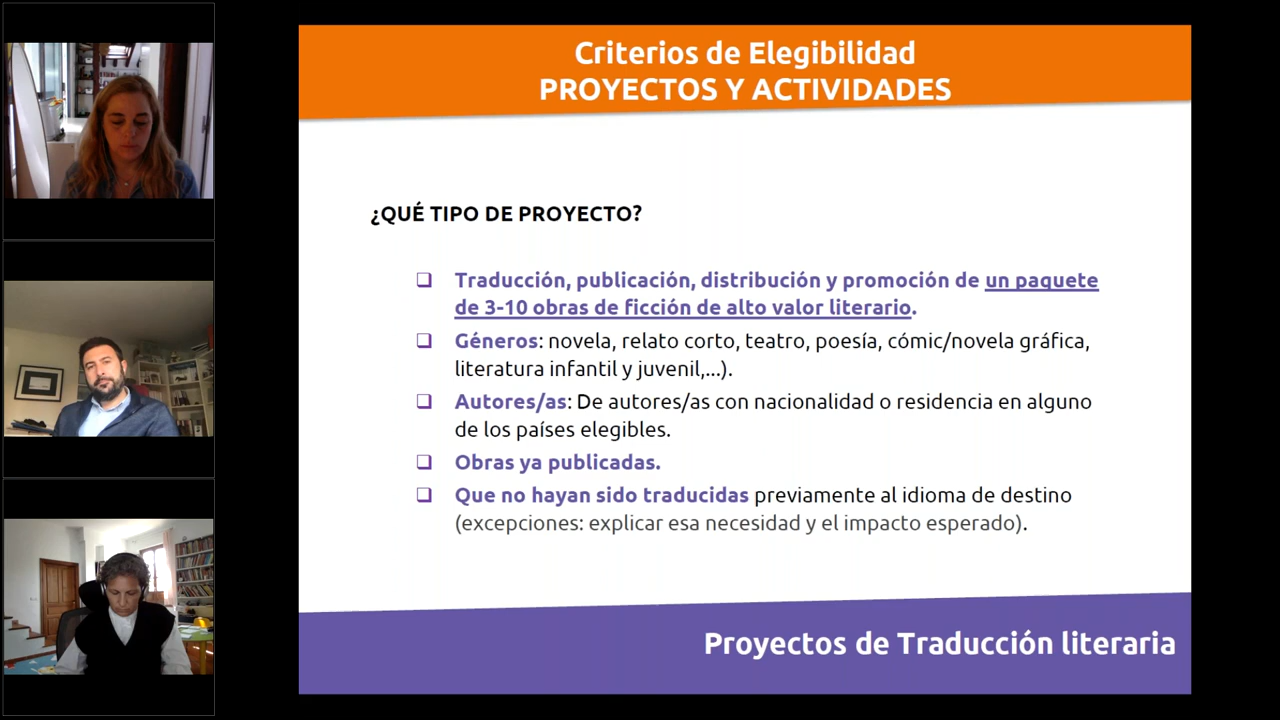 Criterios de Elegibilidad
PROYECTOS Y ACTIVIDADES
¿QUÉ TIPO DE PROYECTO?
Traducción, publicación, distribución y promoción de un paquete
de 3-10 obras de ficción de alto valor literario.
Géneros: novela, relato corto, teatro, poesía, cómic/novela gráfica,
literatura infantil y juvenil,...).
Autores/as: De autores/as con nacionalidad o residencia en alguno
de los países elegibles.
Obras ya publicadas.
Que no hayan sido traducidas previamente al idioma de destino
(excepciones: explicar esa necesidad y el impacto esperado).
Proyectos de Traducción literaria